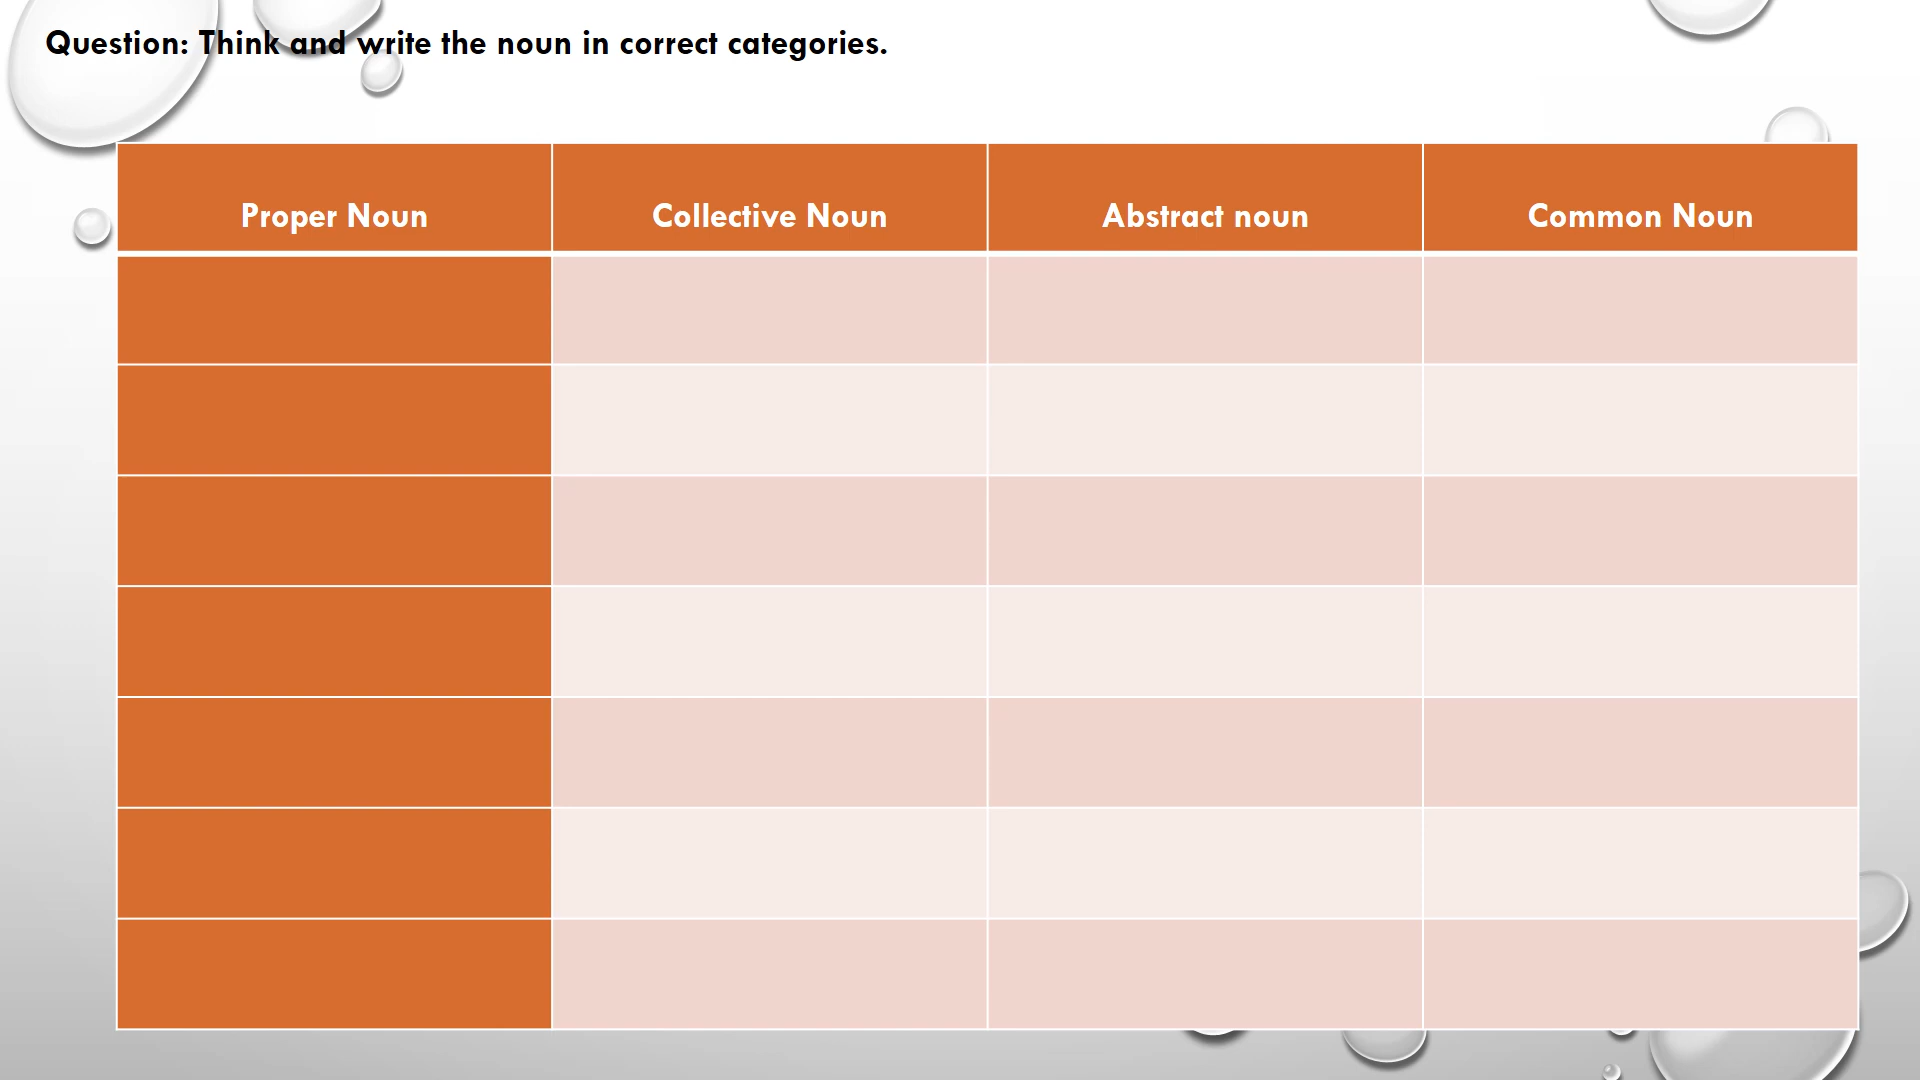 Question: Think and write the noun in correct categories.
Proper Noun
Collective Noun
Abstract noun
Common Noun